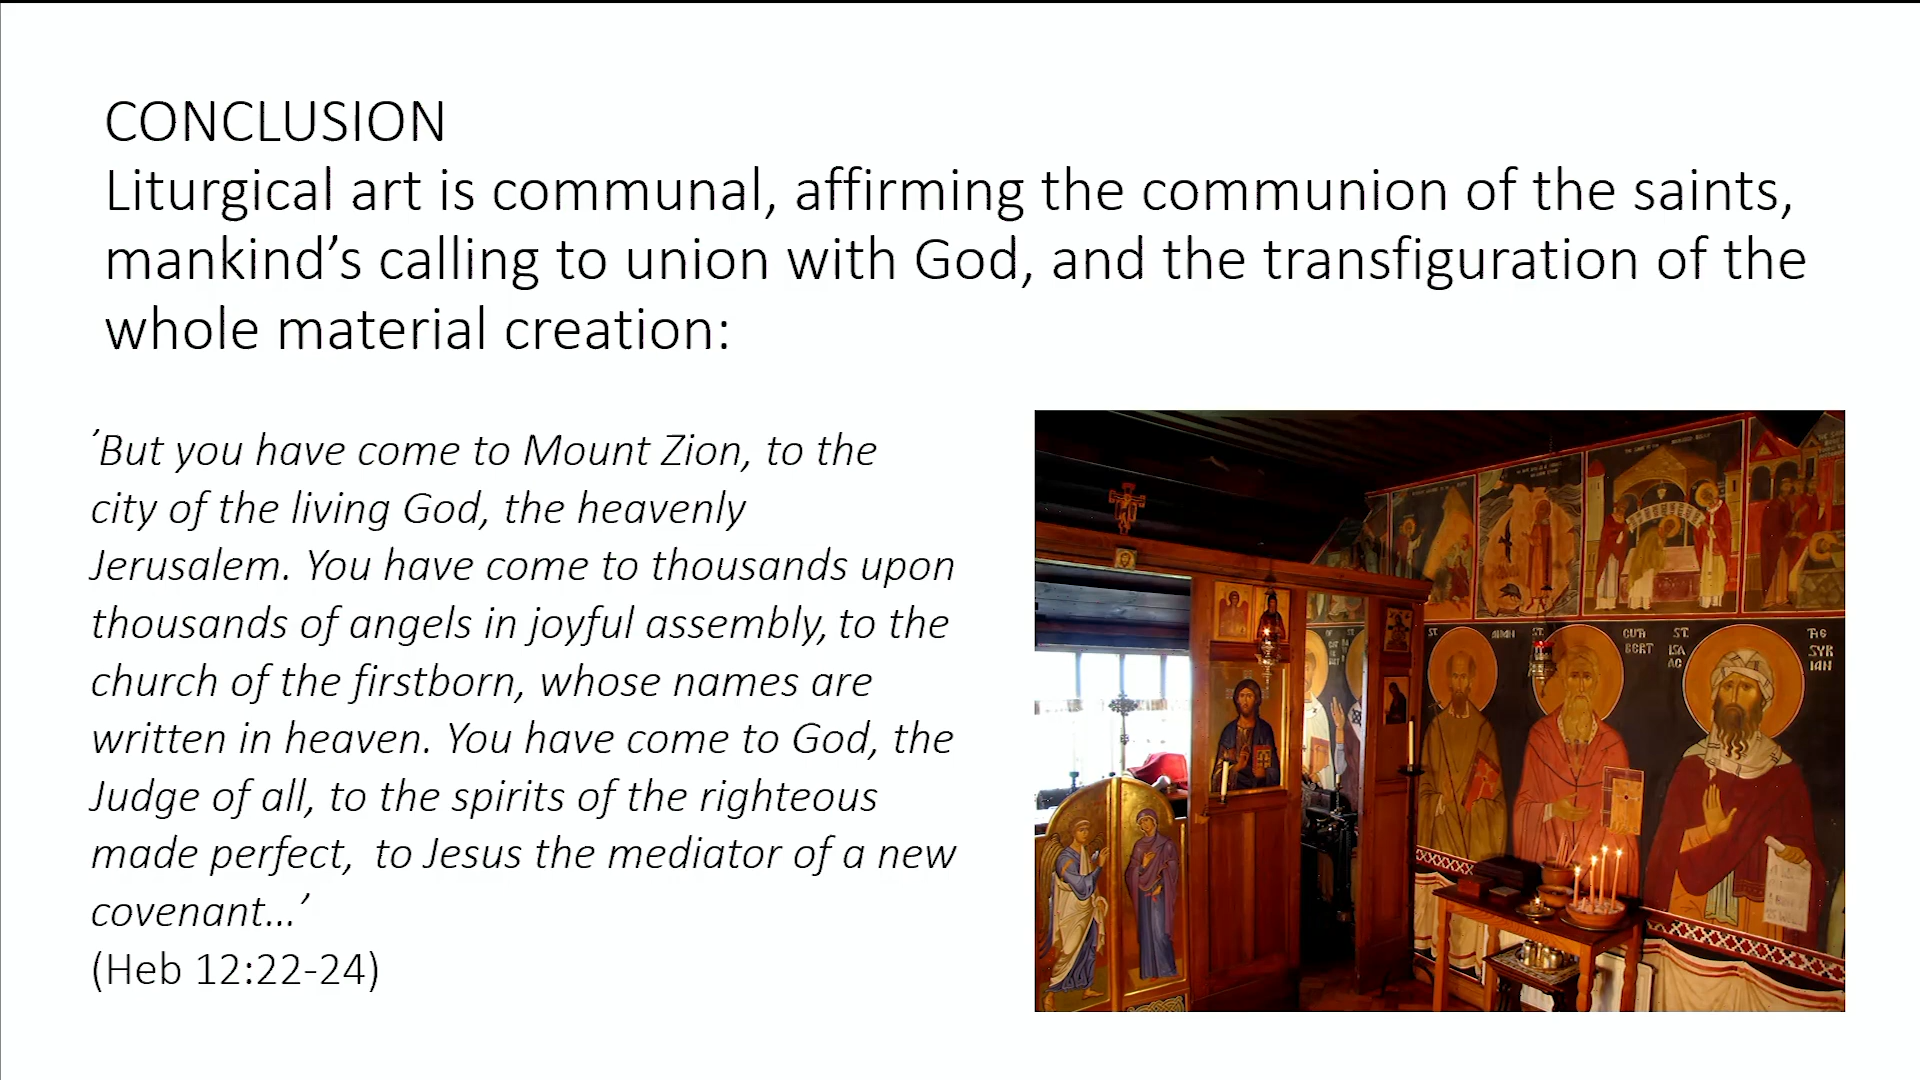 CONCLUSION
Liturgical art is communal, affirming the communion of the saints,
mankind’s calling to union with God, and the transfiguration of the
whole material creation:
’But you have come to Mount Zion, to the
city of the living God, the heavenly
Jerusalem. You have come to thousands upon
thousands of angels in joyful assembly, to the
church of the firstborn, whose names are
written in heaven. You have come to God, the
Judge of all, to the spirits of the righteous
made perfect,  to Jesus the mediator of a new
covenant…’
(Heb 12:22-24)
ST. AIDAN
ST. CUTH
BERT
ST. THE
ISA SYR
AC IAN